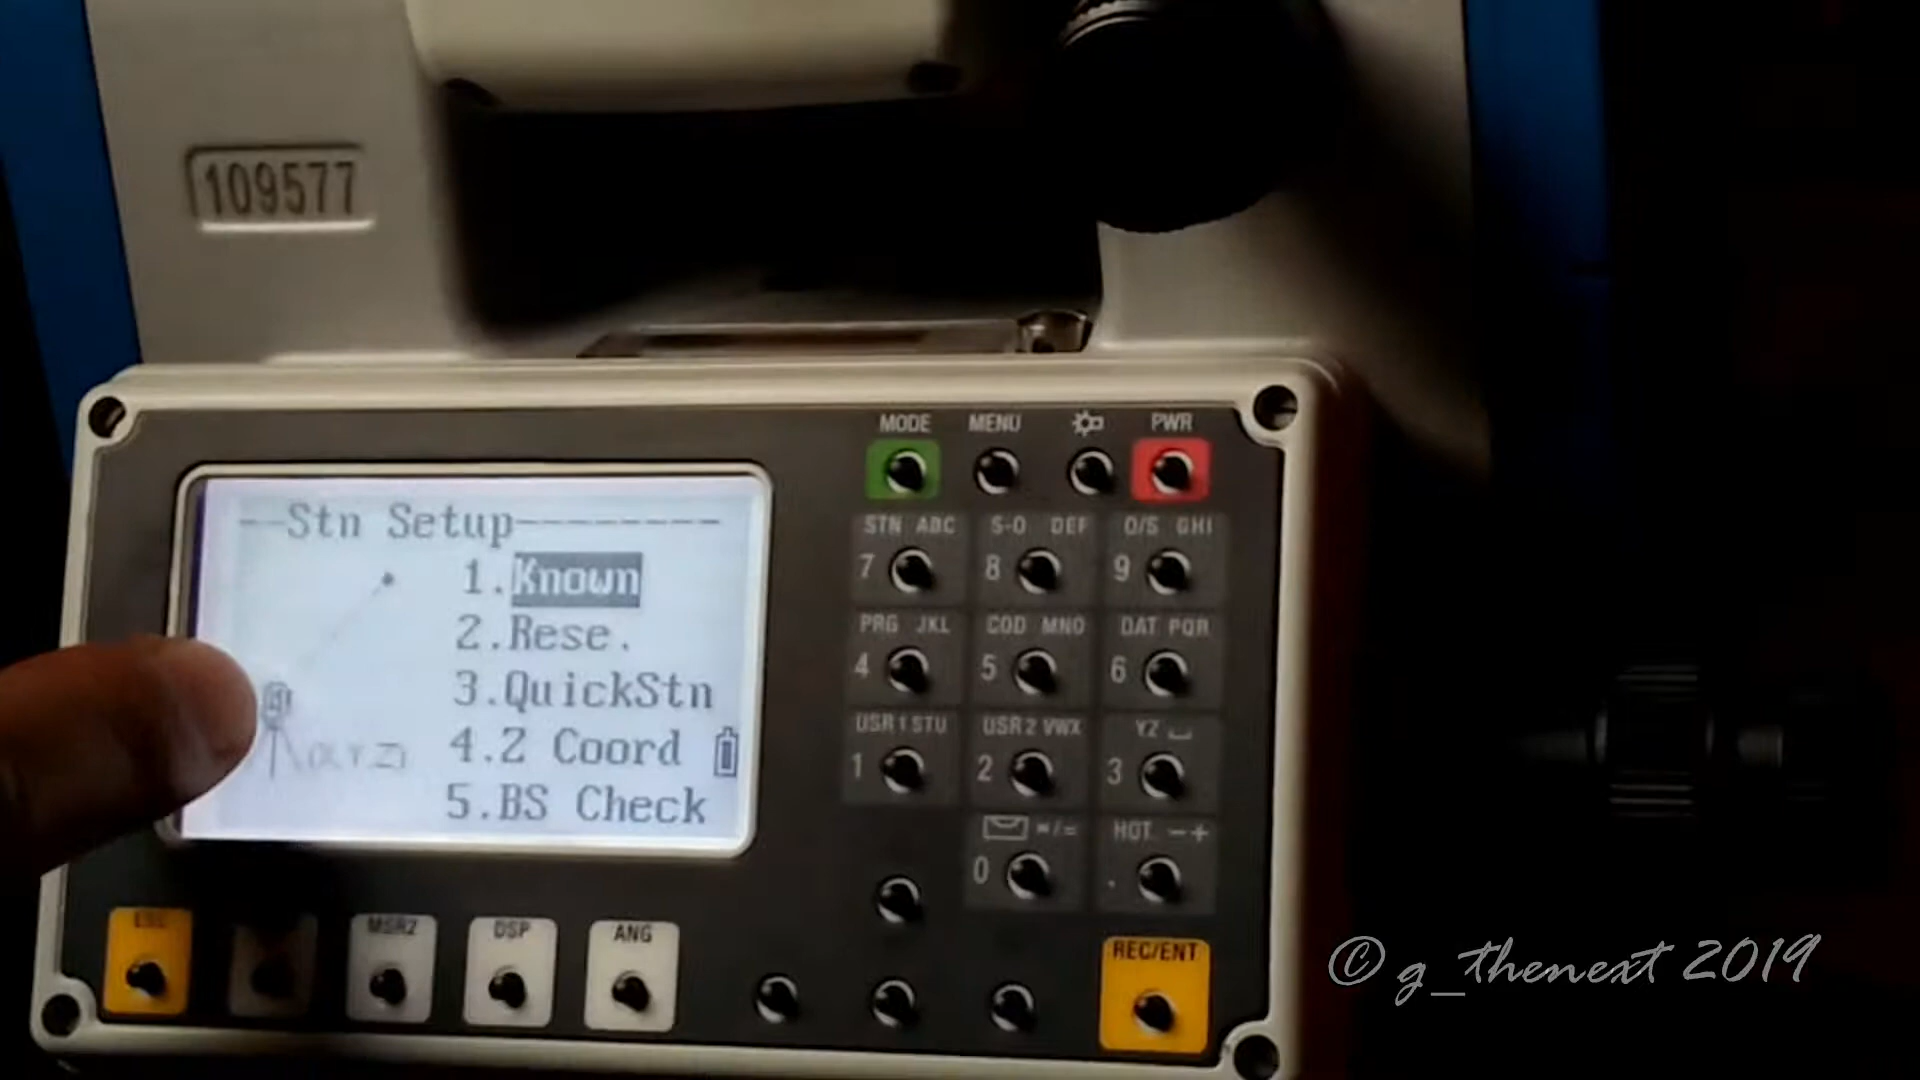 109577
MODE MENU PWR
--Stn Setup--------
1.Known
2.Rese.
3.QuickStn
4.Z Coord
5.BS Check
STN ABC S-O DEF O/S GHI
7 8 9
PRG JKL COD MNO DAT PQR
4 5 6
USR1 STU USR2 VWX YZ
1 2 3
*/= HOT -+
0 .
ESC MSR2 DSP ANG REC/ENT
© g_thenext 2019